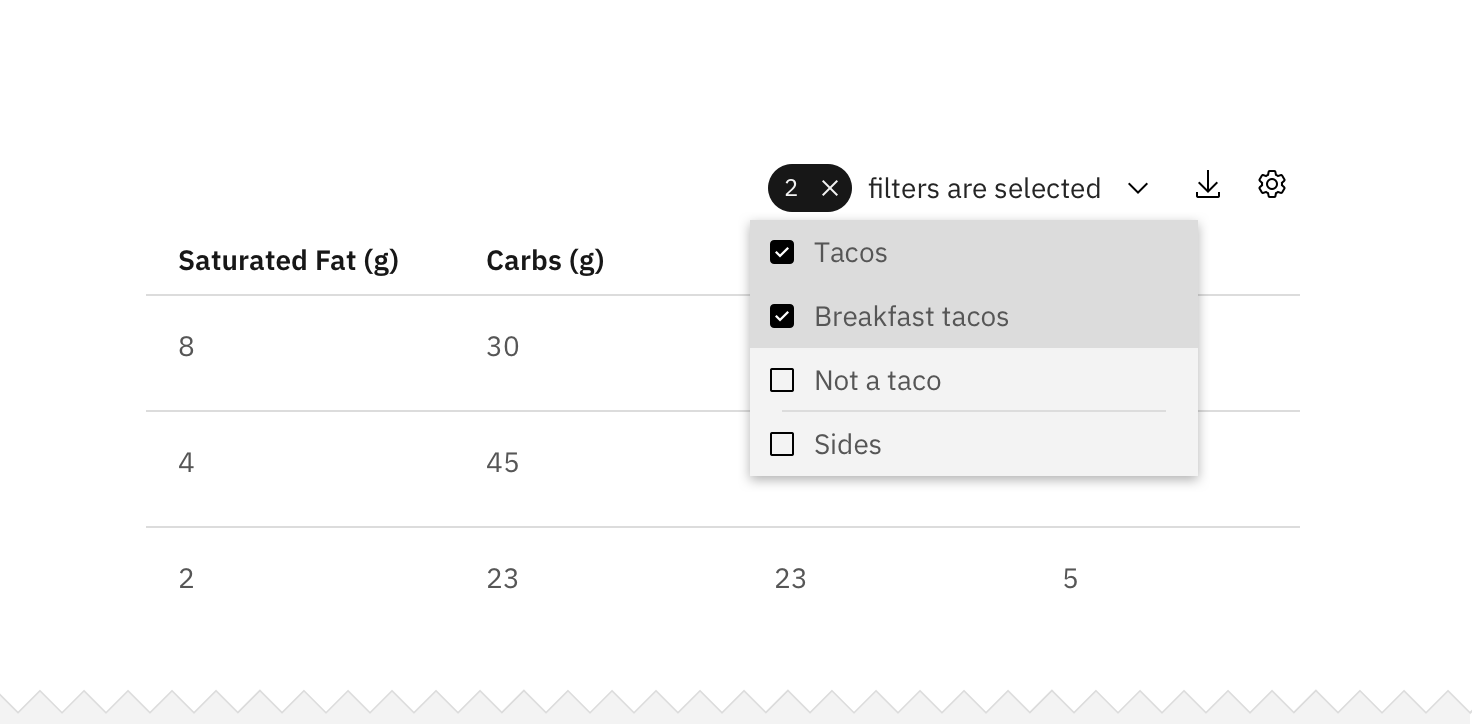 2 filters are selected
Saturated Fat (g) Carbs (g)
Tacos
Breakfast tacos
Not a taco
Sides
8 30
4 45
2 23 23 5